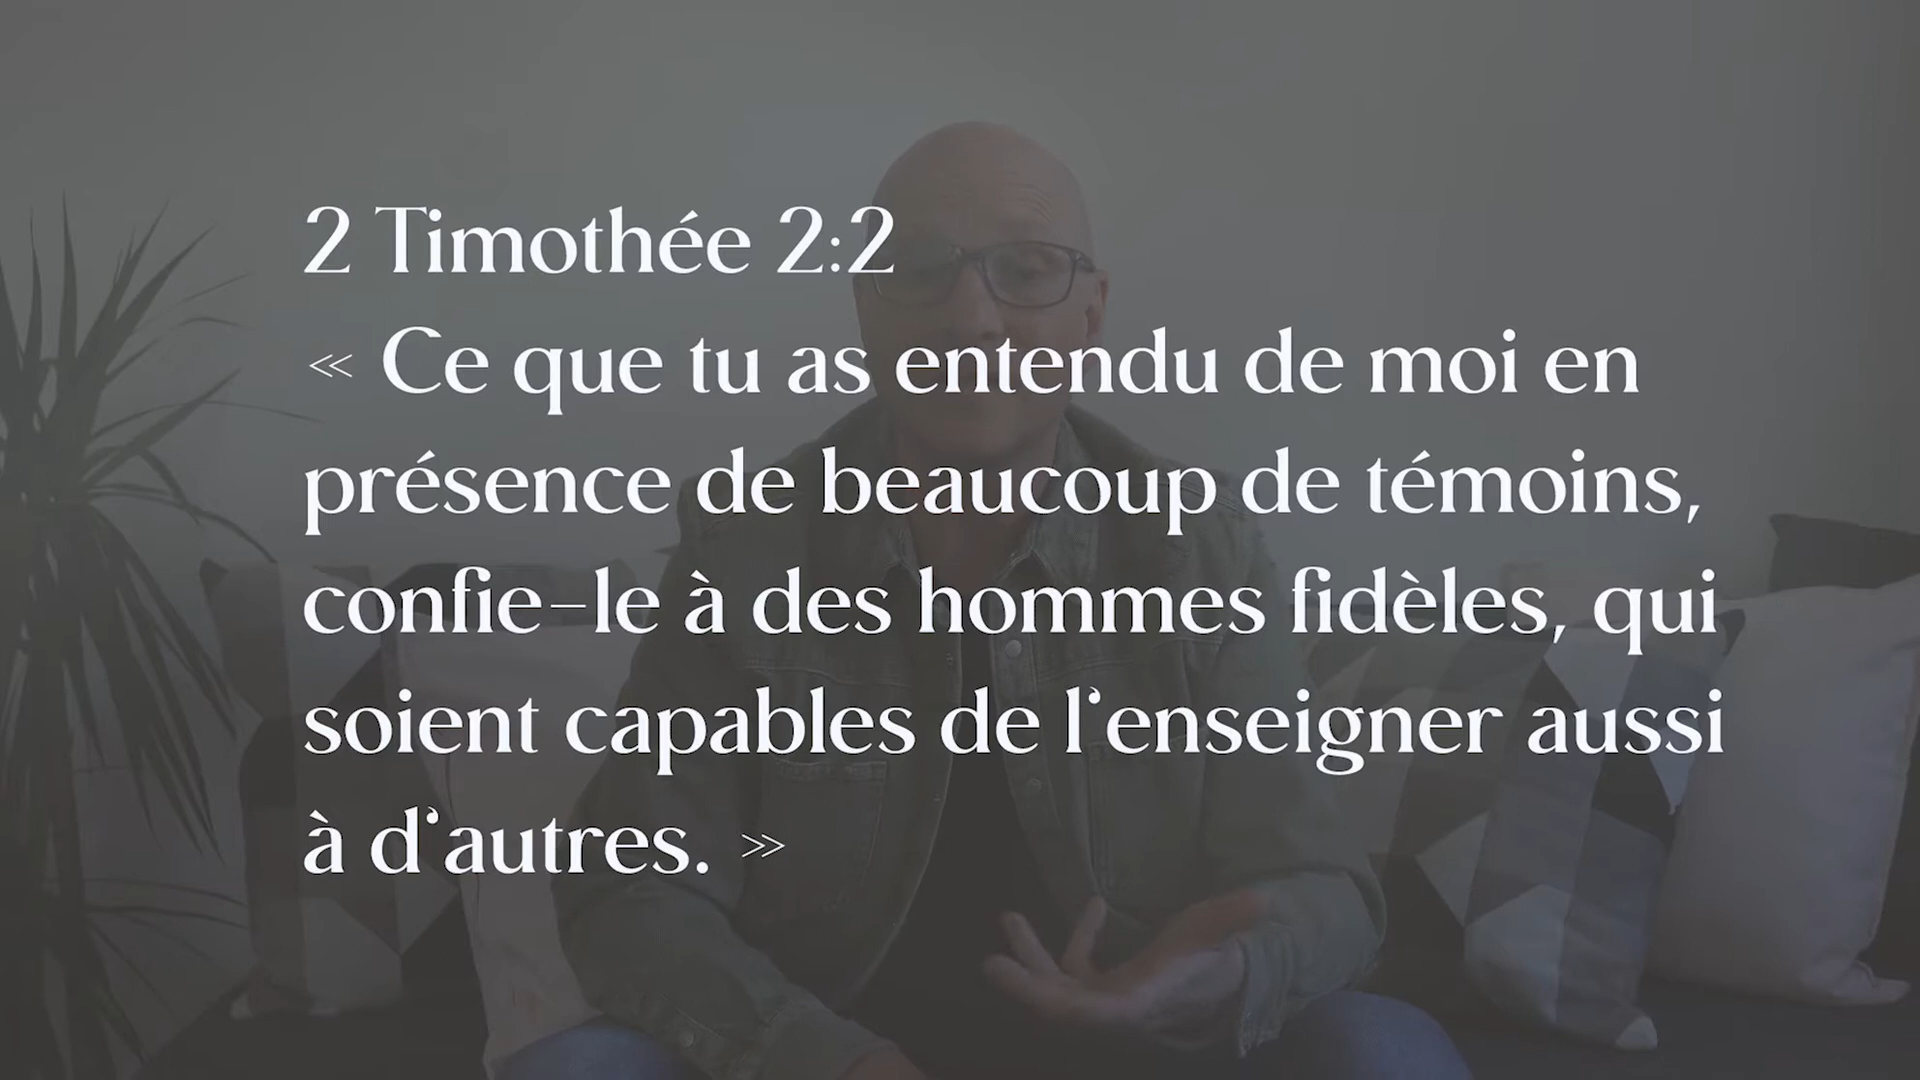 2 Timothée 2:2
« Ce que tu as entendu de moi en
présence de beaucoup de témoins,
confie-le à des hommes fidèles, qui
soient capables de l'enseigner aussi
à d'autres. »